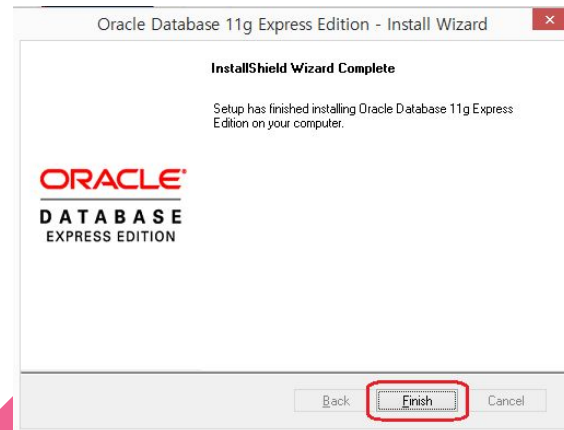 Oracle Database 11g Express Edition - Install Wizard
InstallShield Wizard Complete
Setup has finished installing Oracle Database 11g Express
Edition on your computer.
ORACLE®
DATABASE
EXPRESS EDITION
Back
Finish
Cancel